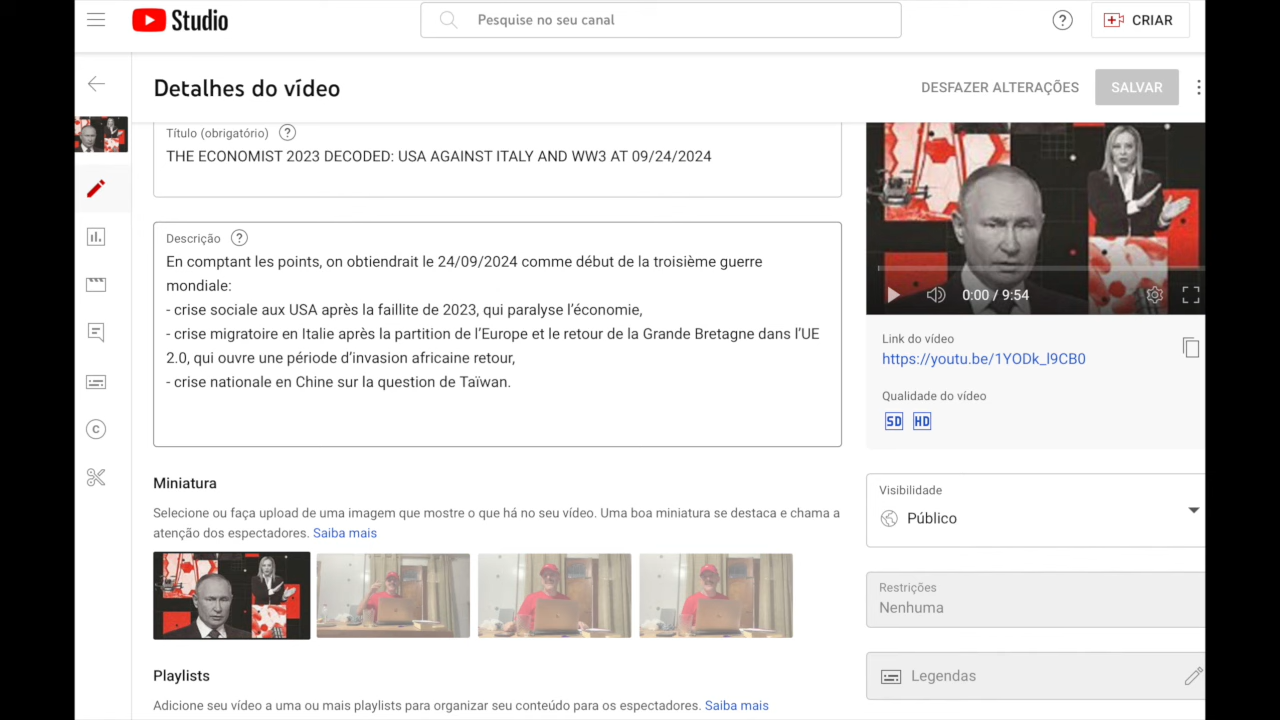 Studio
Pesquise no seu canal
CRIAR
Detalhes do vídeo
DESFAZER ALTERAÇÕES
SALVAR
Título (obrigatório)
THE ECONOMIST 2023 DECODED: USA AGAINST ITALY AND WW3 AT 09/24/2024
Descrição
En comptant les points, on obtiendrait le 24/09/2024 comme début de la troisième guerre
mondiale:
- crise sociale aux USA après la faillite de 2023, qui paralyse l’économie,
- crise migratoire en Italie après la partition de l’Europe et le retour de la Grande Bretagne dans l’UE
2.0, qui ouvre une période d’invasion africaine retour,
- crise nationale en Chine sur la question de Taïwan.
0:00 / 9:54
Link do vídeo
https://youtu.be/1YODk_l9CB0
Qualidade do vídeo
SD HD
Miniatura
Selecione ou faça upload de uma imagem que mostre o que há no seu vídeo. Uma boa miniatura se destaca e chama a
atenção dos espectadores. Saiba mais
Visibilidade
Público
Restrições
Nenhuma
Legendas
Playlists
Adicione seu vídeo a uma ou mais playlists para organizar seu conteúdo para os espectadores. Saiba mais